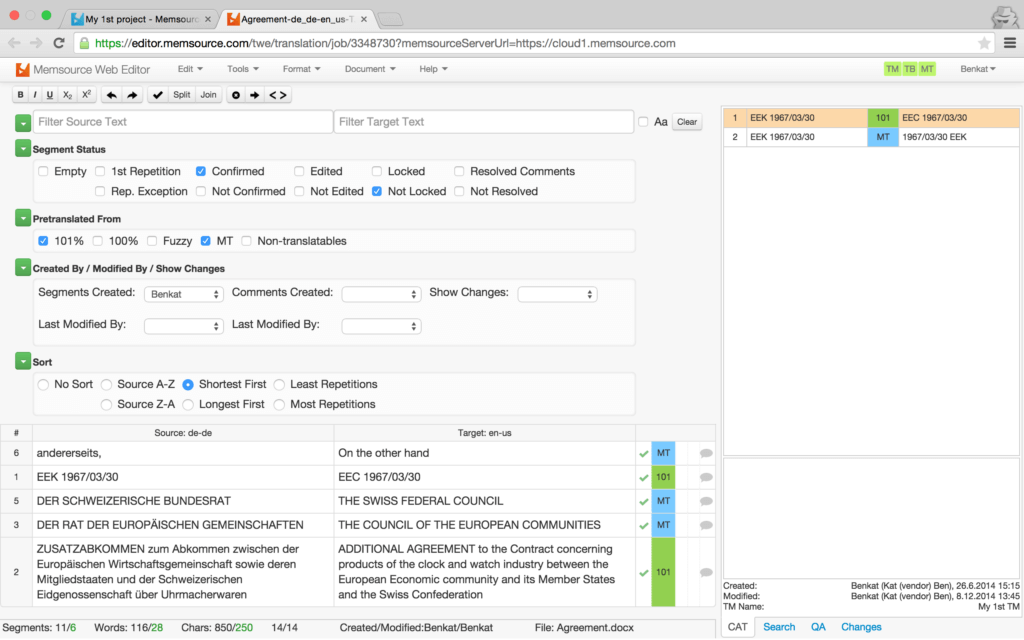 My 1st project - Memsourc
Agreement-de_de-en_us-T
https://editor.memsource.com/twe/translation/job/3348730?memsourceServerUrl=https://cloud1.memsource.com
Memsource Web Editor Edit Tools Format Document Help TM TB MT Benkat
B I U X₂ X² Split Join < >
Filter Source Text Filter Target Text Aa Clear
Segment Status
Empty 1st Repetition Confirmed Edited Locked Resolved Comments
Rep. Exception Not Confirmed Not Edited Not Locked Not Resolved
Pretranslated From
101% 100% Fuzzy MT Non-translatables
Created By / Modified By / Show Changes
Segments Created: Benkat Comments Created: Show Changes:
Last Modified By: Last Modified By:
Sort
No Sort Source A-Z Shortest First Least Repetitions
Source Z-A Longest First Most Repetitions
# Source: de-de Target: en-us
6 andererseits, On the other hand MT
1 EEK 1967/03/30 EEC 1967/03/30 101
5 DER SCHWEIZERISCHE BUNDESRAT THE SWISS FEDERAL COUNCIL MT
3 DER RAT DER EUROPÄISCHEN GEMEINSCHAFTEN THE COUNCIL OF THE EUROPEAN COMMUNITIES MT
2 ZUSATZABKOMMEN zum Abkommen zwischen der
Europäischen Wirtschaftsgemeinschaft sowie deren
Mitgliedstaaten und der Schweizerischen
Eidgenossenschaft über Uhrmacherwaren
ADDITIONAL AGREEMENT to the Contract concerning
products of the clock and watch industry between the
European Economic community and its Member States
and the Swiss Confederation
101
1 EEK 1967/03/30 101 EEC 1967/03/30
2 EEK 1967/03/30 MT 1967/03/30 EEK
Created: Benkat (Kat (vendor) Ben), 26.6.2014 15:15
Modified: Benkat (Kat (vendor) Ben), 8.12.2014 13:45
TM Name: My 1st TM
CAT Search QA Changes
Segments: 11/6 Words: 116/28 Chars: 850/250 14/14 Created/Modified:Benkat/Benkat File: Agreement.docx